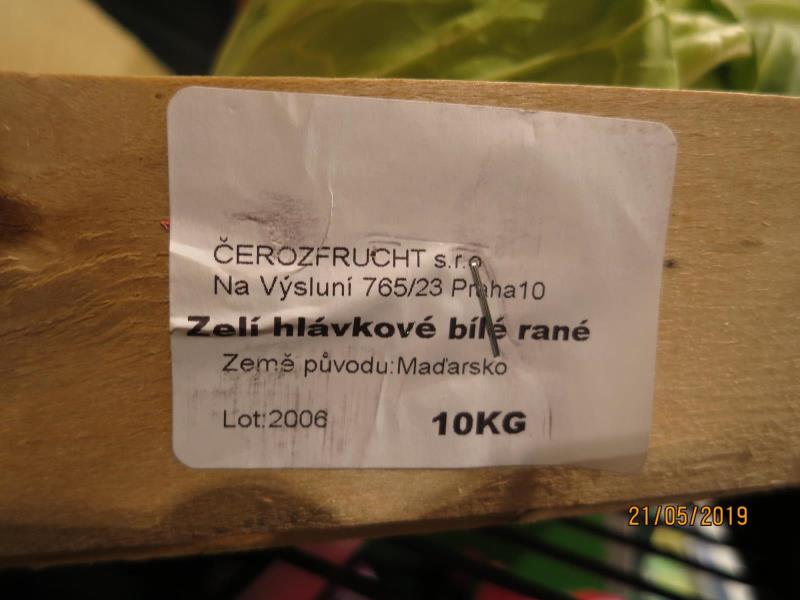 ČEROZFRUCHT s.r.o
Na Výsluní 765/23 Praha10
Zelí hlávkové bílé rané
Země původu:Maďarsko
Lot:2006 10KG
21/05/2019